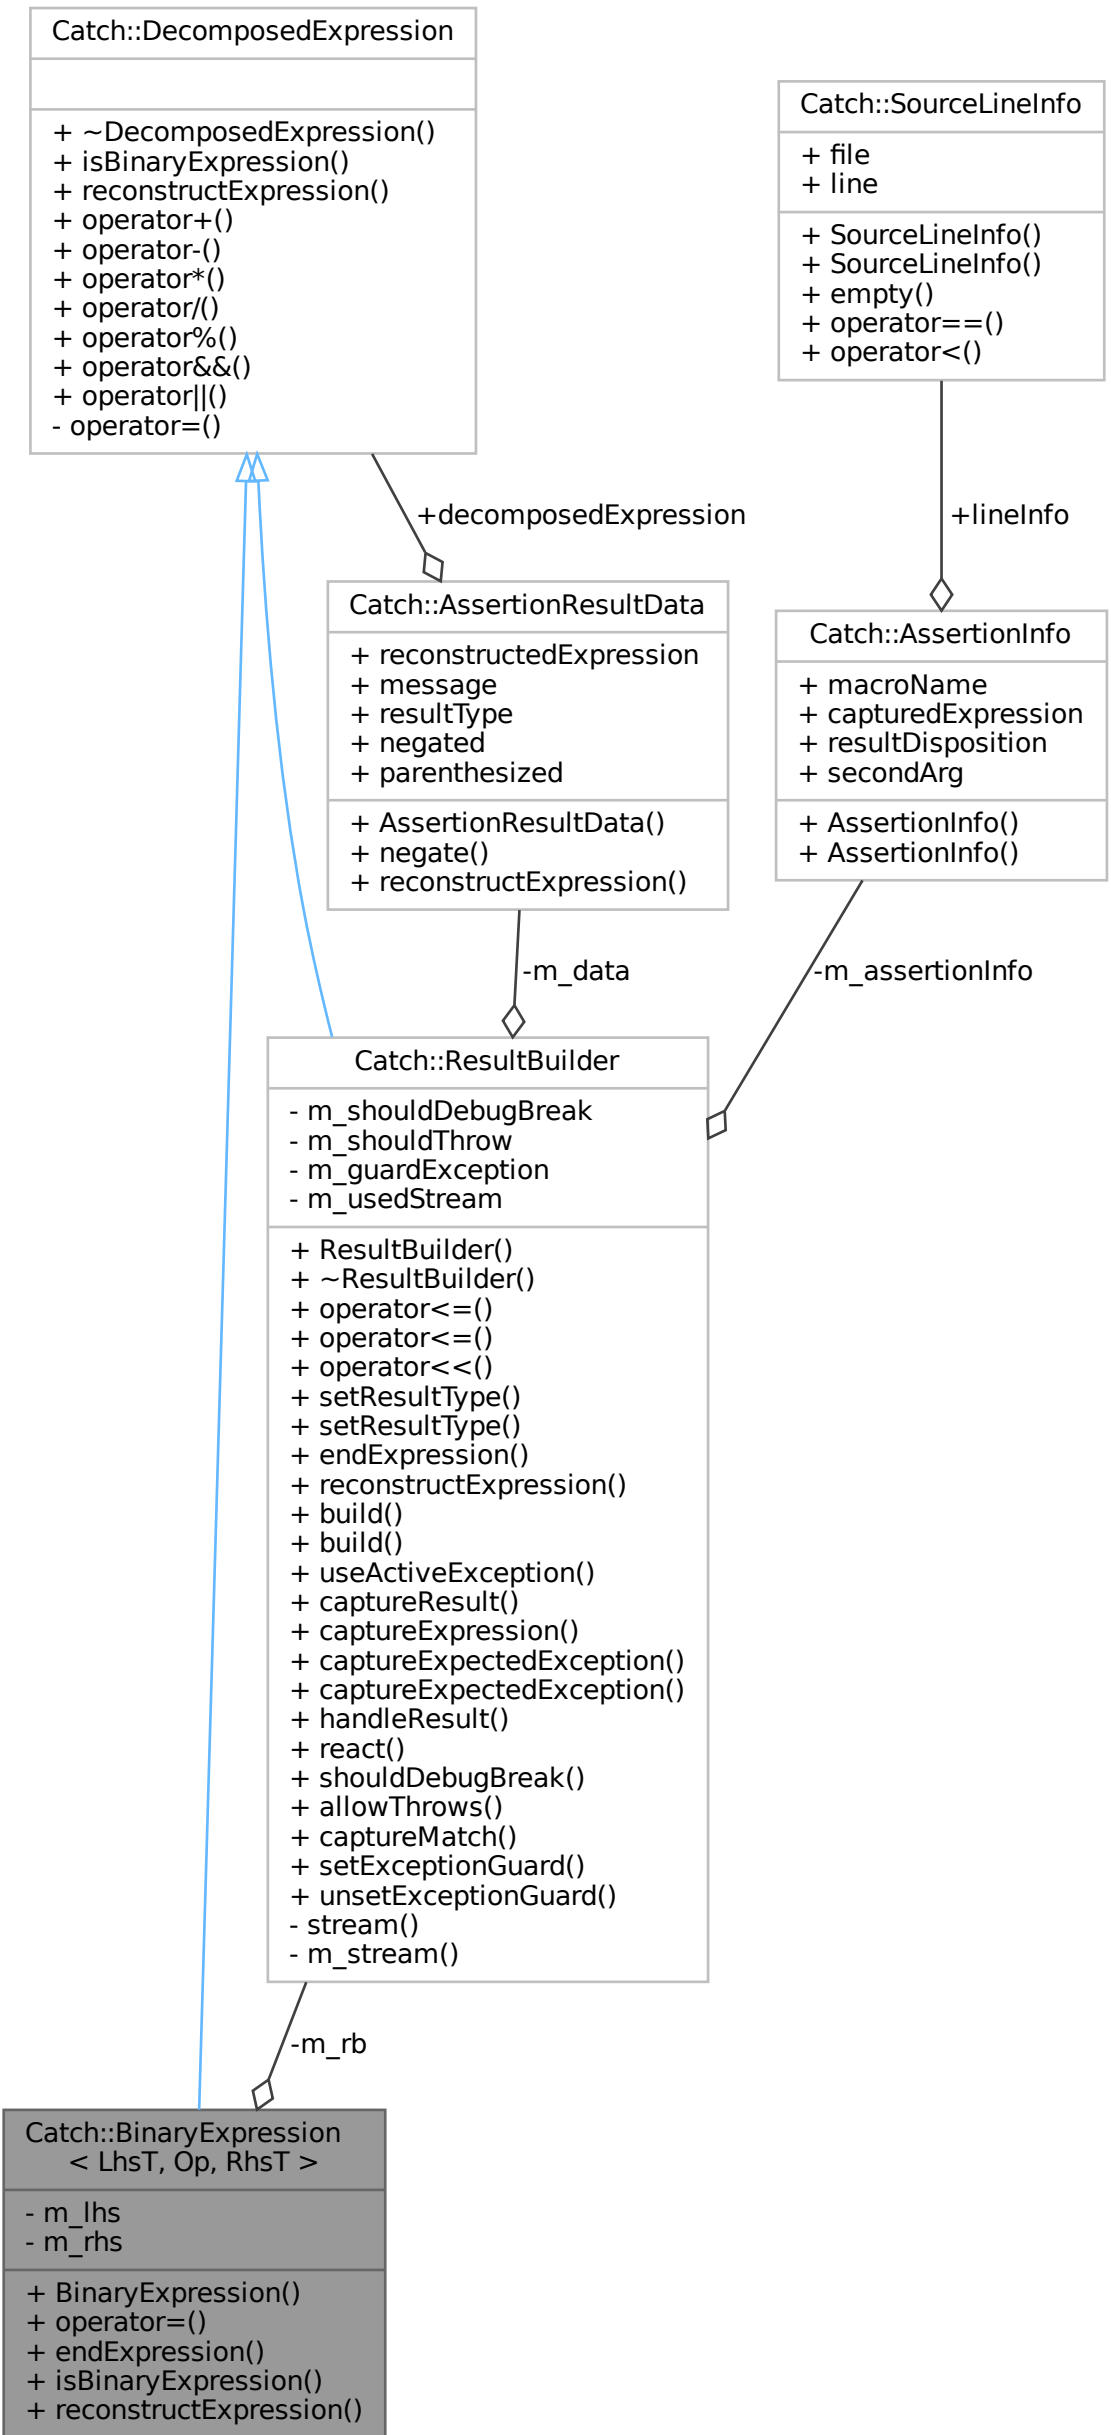 Catch::DecomposedExpression
+ ~DecomposedExpression()
+ isBinaryExpression()
+ reconstructExpression()
+ operator+()
+ operator-()
+ operator*()
+ operator/()
+ operator%()
+ operator&&()
+ operator||()
- operator=()
Catch::SourceLineInfo
+ file
+ line
+ SourceLineInfo()
+ SourceLineInfo()
+ empty()
+ operator==()
+ operator<()
+decomposedExpression
+lineInfo
Catch::AssertionResultData
+ reconstructedExpression
+ message
+ resultType
+ negated
+ parenthesized
+ AssertionResultData()
+ negate()
+ reconstructExpression()
Catch::AssertionInfo
+ macroName
+ capturedExpression
+ resultDisposition
+ secondArg
+ AssertionInfo()
+ AssertionInfo()
-m_data
-m_assertionInfo
Catch::ResultBuilder
- m_shouldDebugBreak
- m_shouldThrow
- m_guardException
- m_usedStream
+ ResultBuilder()
+ ~ResultBuilder()
+ operator<=()
+ operator<=()
+ operator<<()
+ setResultType()
+ setResultType()
+ endExpression()
+ reconstructExpression()
+ build()
+ build()
+ useActiveException()
+ captureResult()
+ captureExpression()
+ captureExpectedException()
+ captureExpectedException()
+ handleResult()
+ react()
+ shouldDebugBreak()
+ allowThrows()
+ captureMatch()
+ setExceptionGuard()
+ unsetExceptionGuard()
- stream()
- m_stream()
-m_rb
Catch::BinaryExpression
< LhsT, Op, RhsT >
- m_lhs
- m_rhs
+ BinaryExpression()
+ operator=()
+ endExpression()
+ isBinaryExpression()
+ reconstructExpression()